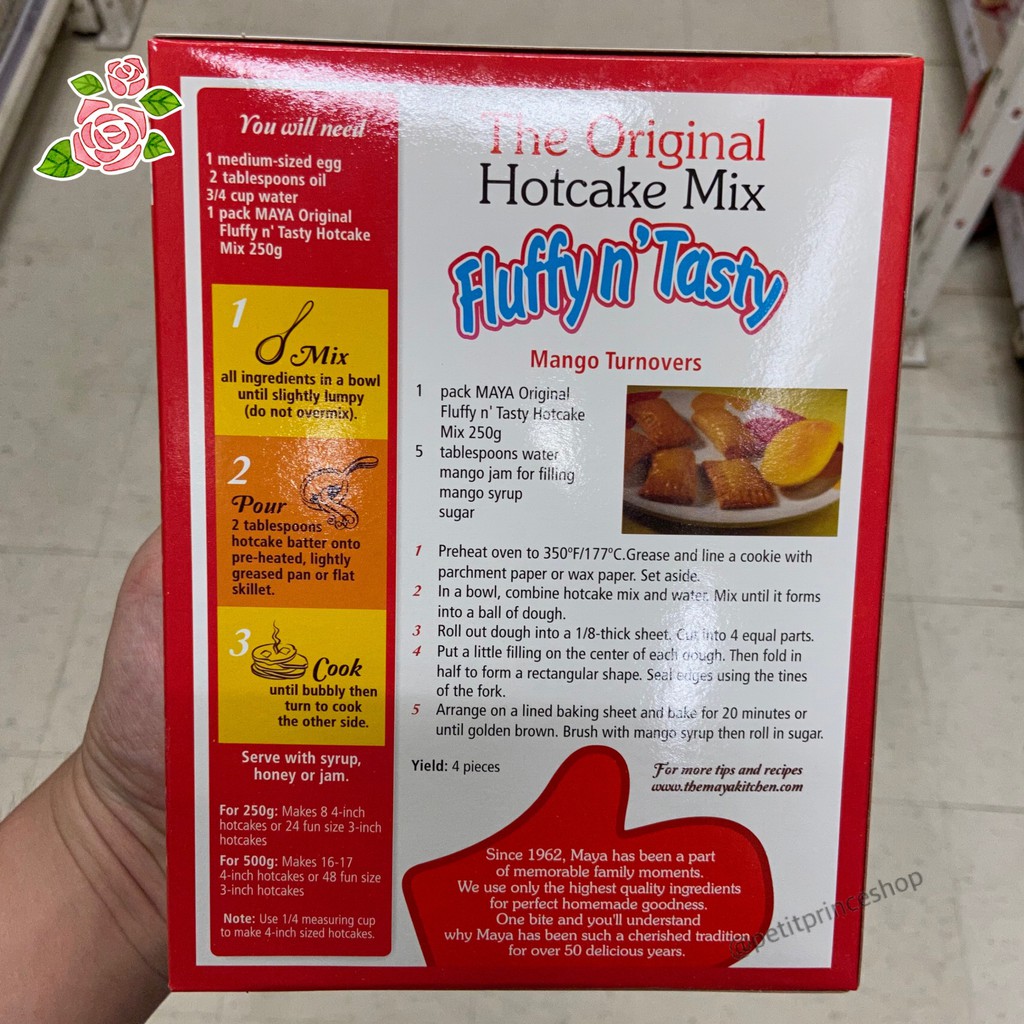 You will need
1 medium-sized egg
2 tablespoons oil
3/4 cup water
1 pack MAYA Original
Fluffy n' Tasty Hotcake
Mix 250g
1
Mix
all ingredients in a bowl
until slightly lumpy
(do not overmix).
2
Pour
2 tablespoons
hotcake batter onto
pre-heated, lightly
greased pan or flat
skillet.
3
Cook
until bubbly then
turn to cook
the other side.
Serve with syrup,
honey or jam.
For 250g: Makes 8 4-inch
hotcakes or 24 fun size 3-inch
hotcakes
For 500g: Makes 16-17
4-inch hotcakes or 48 fun size
3-inch hotcakes
Note: Use 1/4 measuring cup
to make 4-inch sized hotcakes.
The Original
Hotcake Mix
Fluffy n' Tasty
Mango Turnovers
1 pack MAYA Original
Fluffy n' Tasty Hotcake
Mix 250g
5 tablespoons water
mango jam for filling
mango syrup
sugar
1 Preheat oven to 350ºF/177ºC.Grease and line a cookie with
parchment paper or wax paper. Set aside.
2 In a bowl, combine hotcake mix and water. Mix until it forms
into a ball of dough.
3 Roll out dough into a 1/8-thick sheet. Cut into 4 equal parts.
4 Put a little filling on the center of each dough. Then fold in
half to form a rectangular shape. Seal edges using the tines
of the fork.
5 Arrange on a lined baking sheet and bake for 20 minutes or
until golden brown. Brush with mango syrup then roll in sugar.
Yield: 4 pieces
For more tips and recipes
www.themayakitchen.com
Since 1962, Maya has been a part
of memorable family moments.
We use only the highest quality ingredients
for perfect homemade goodness.
One bite and you'll understand
why Maya has been such a cherished tradition
for over 50 delicious years.
@petitprinceshop